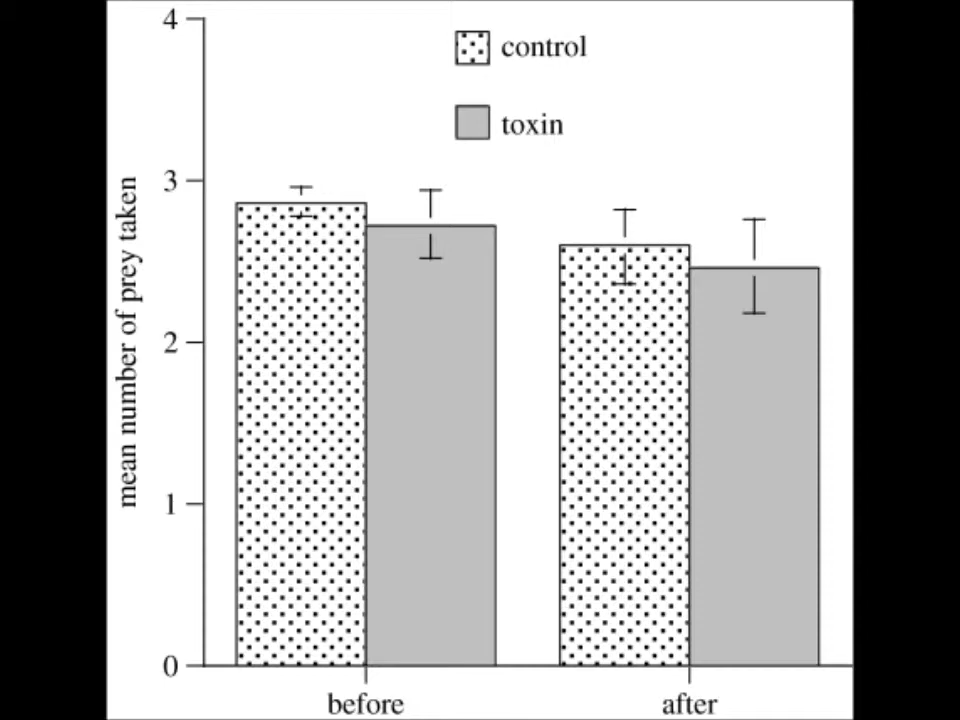 4
control
toxin
3
mean number of prey taken
2
1
0
before
after